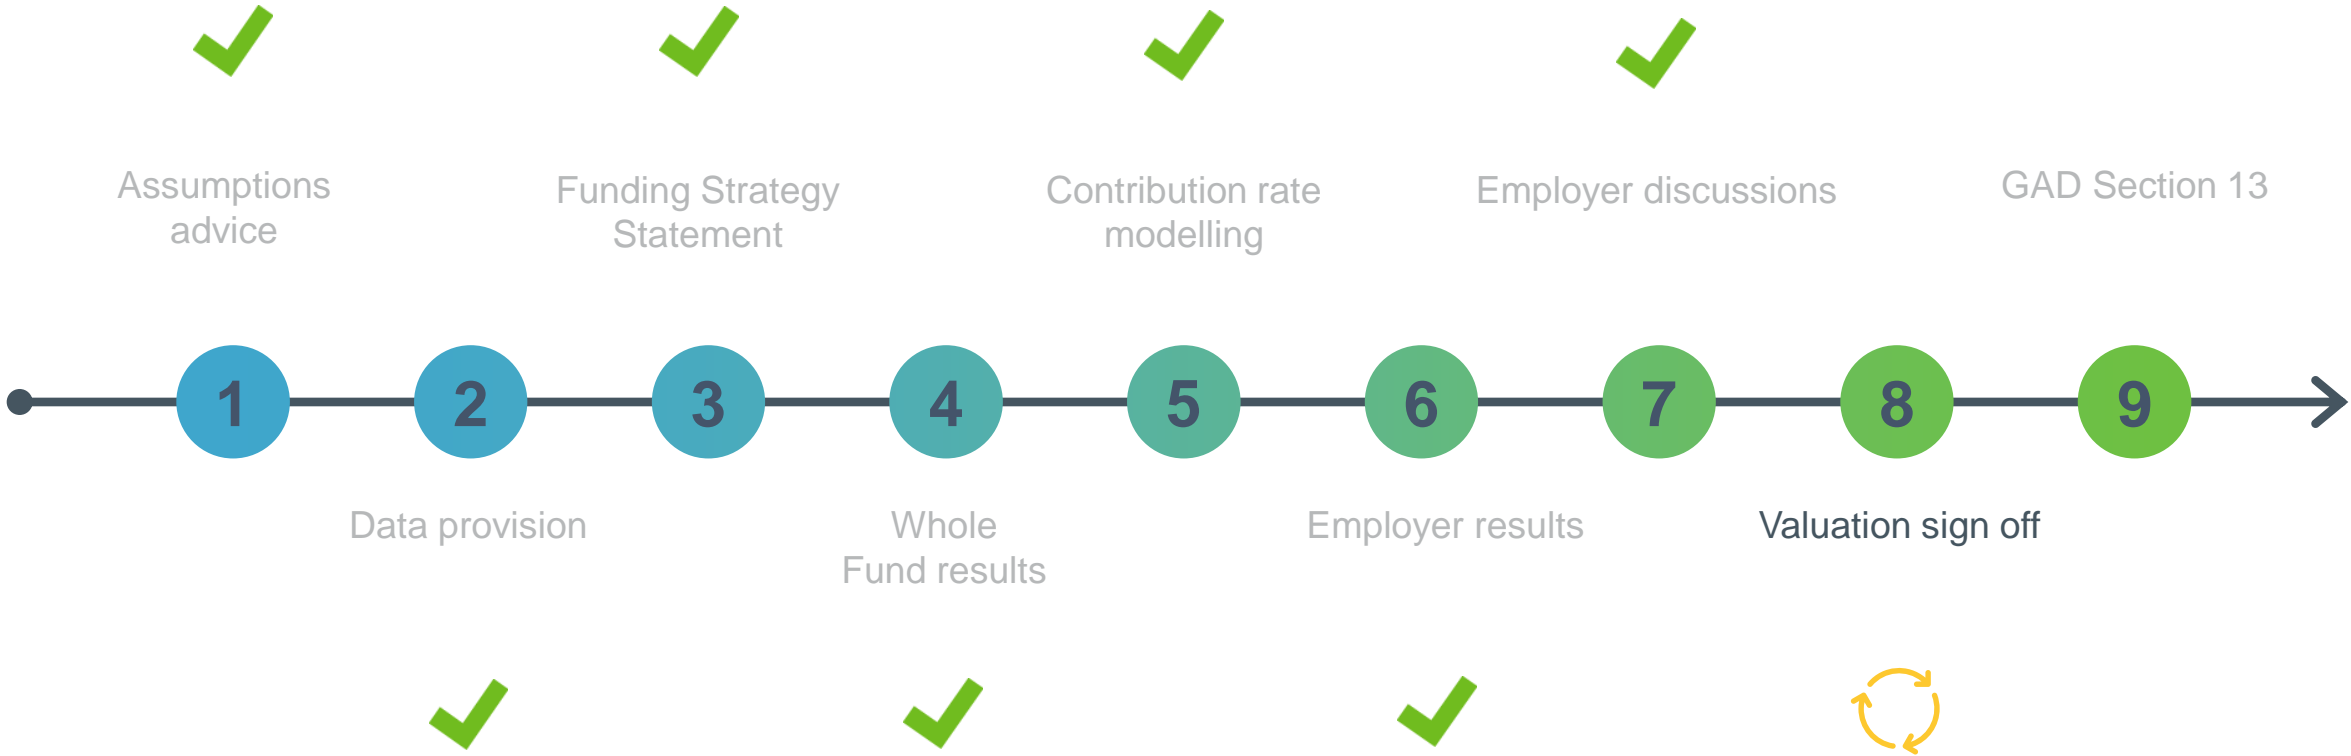 Assumptions
advice
Funding Strategy
Statement
Contribution rate
modelling
Employer discussions
GAD Section 13
1
2
3
4
5
6
7
8
9
Data provision
Whole
Fund results
Employer results
Valuation sign off